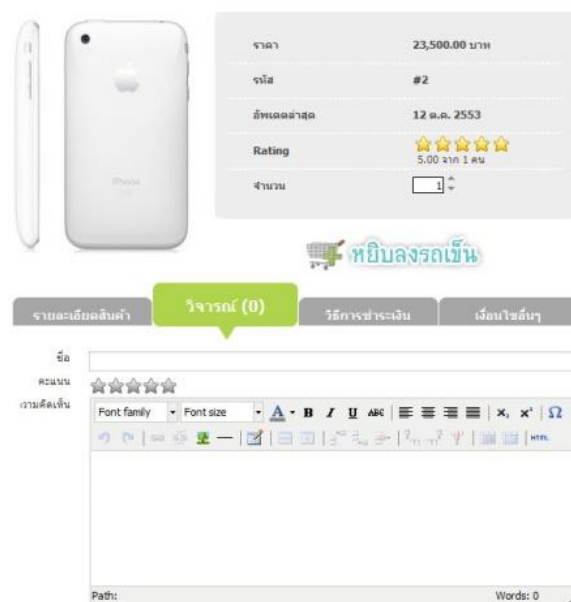 ราคา 23,500.00 บาท
รหัส #2
อัพเดตล่าสุด 12 ต.ค. 2553
Rating
5.00 จาก 1 คน
จำนวน 1
iPhone
หยิบลงรถเข็น
รายละเอียดสินค้า วิจารณ์ (0) วิธีการชำระเงิน เงื่อนไขอื่นๆ
ชื่อ
คะแนน
วามคิดเห็น
Font family Font size A B I U ABC x, x² Ω
HTML
Path: Words: 0